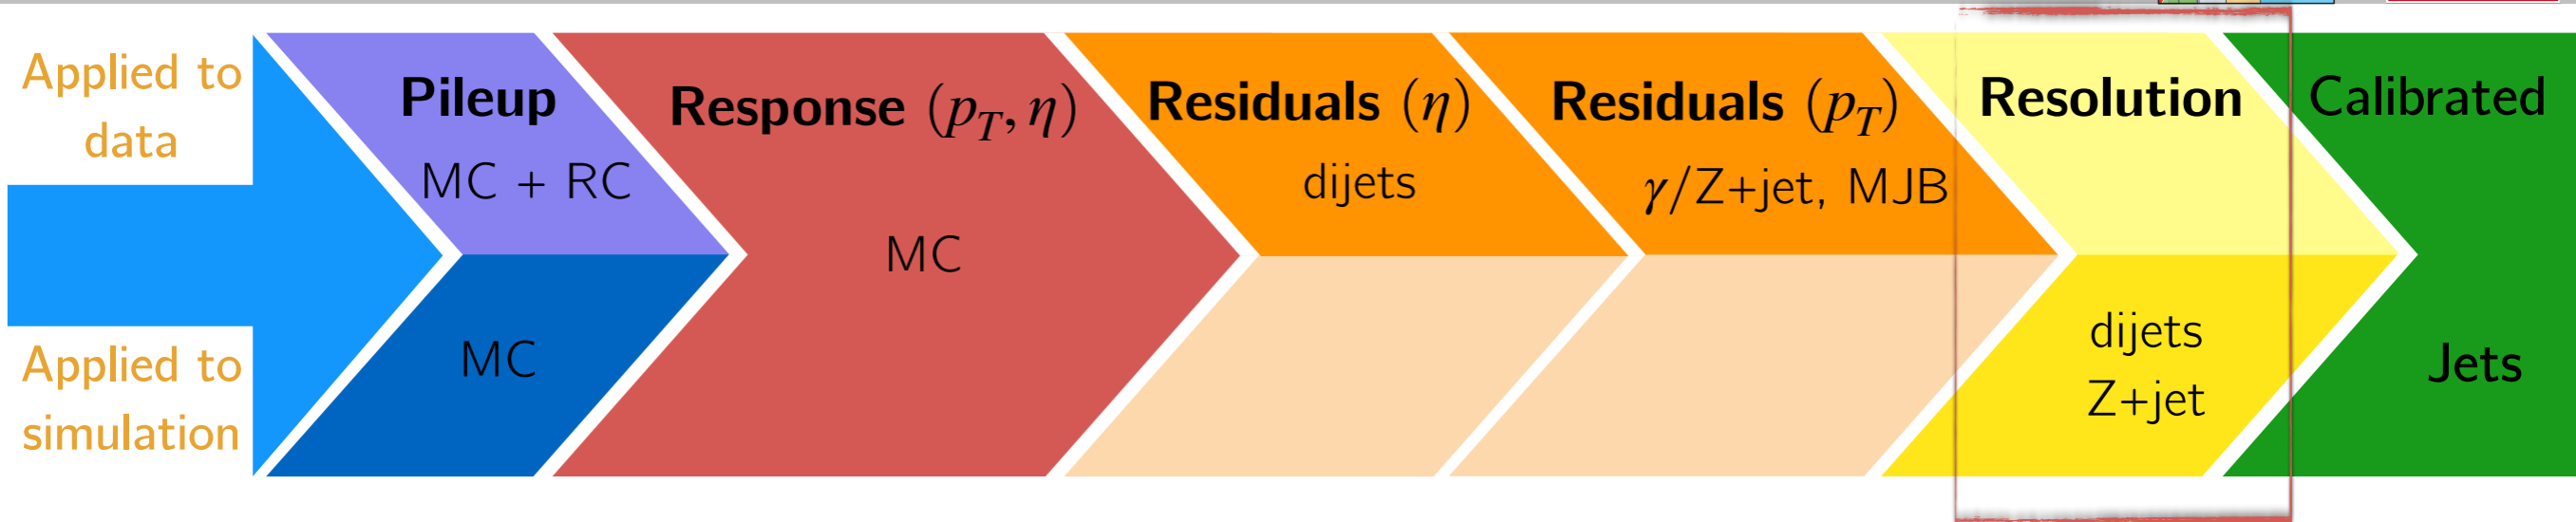 Applied to
data
Applied to
simulation
Pileup
MC + RC
MC
Response (p_T, η)
MC
Residuals (η)
dijets
Residuals (p_T)
γ/Z+jet, MJB
Resolution
dijets
Z+jet
Calibrated
Jets